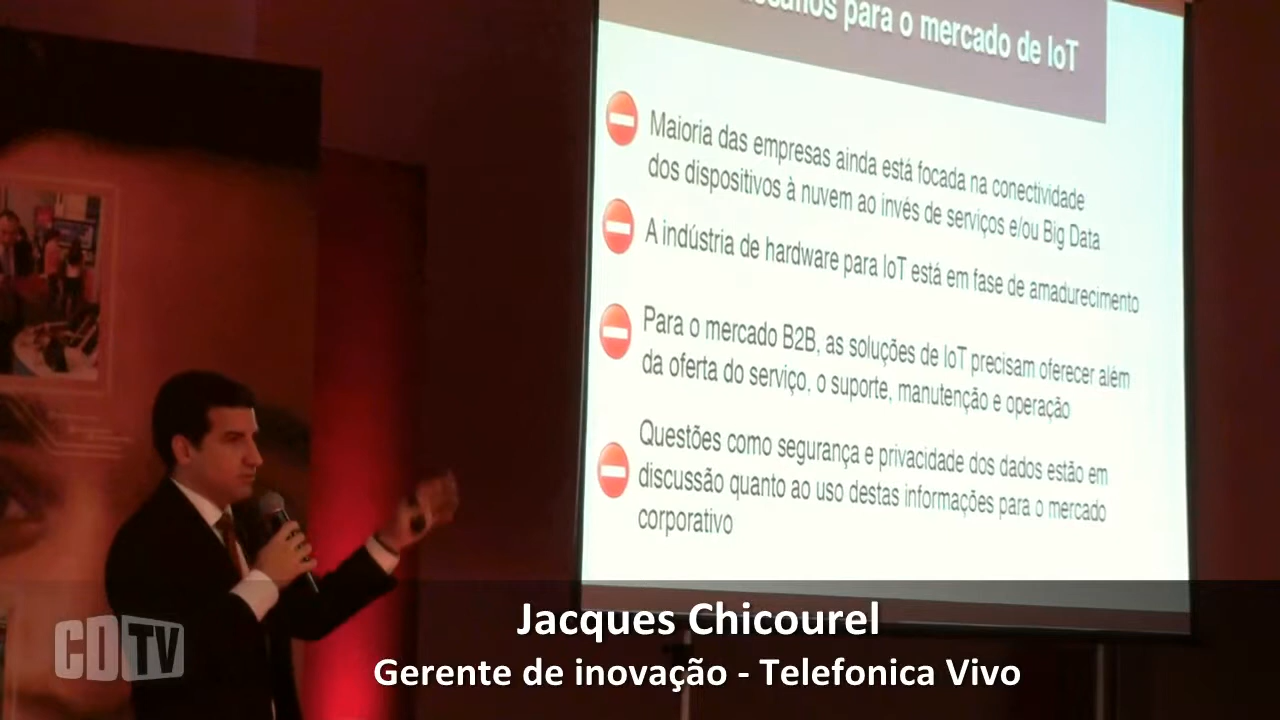 para o mercado de IoT
Maioria das empresas ainda está focada na conectividade
dos dispositivos à nuvem ao invés de serviços e/ou Big Data
A indústria de hardware para IoT está em fase de amadurecimento
Para o mercado B2B, as soluções de IoT precisam oferecer além
da oferta do serviço, o suporte, manutenção e operação
Questões como segurança e privacidade dos dados estão em
discussão quanto ao uso destas informações para o mercado
corporativo
Jacques Chicourel
Gerente de inovação - Telefonica Vivo
CDTV